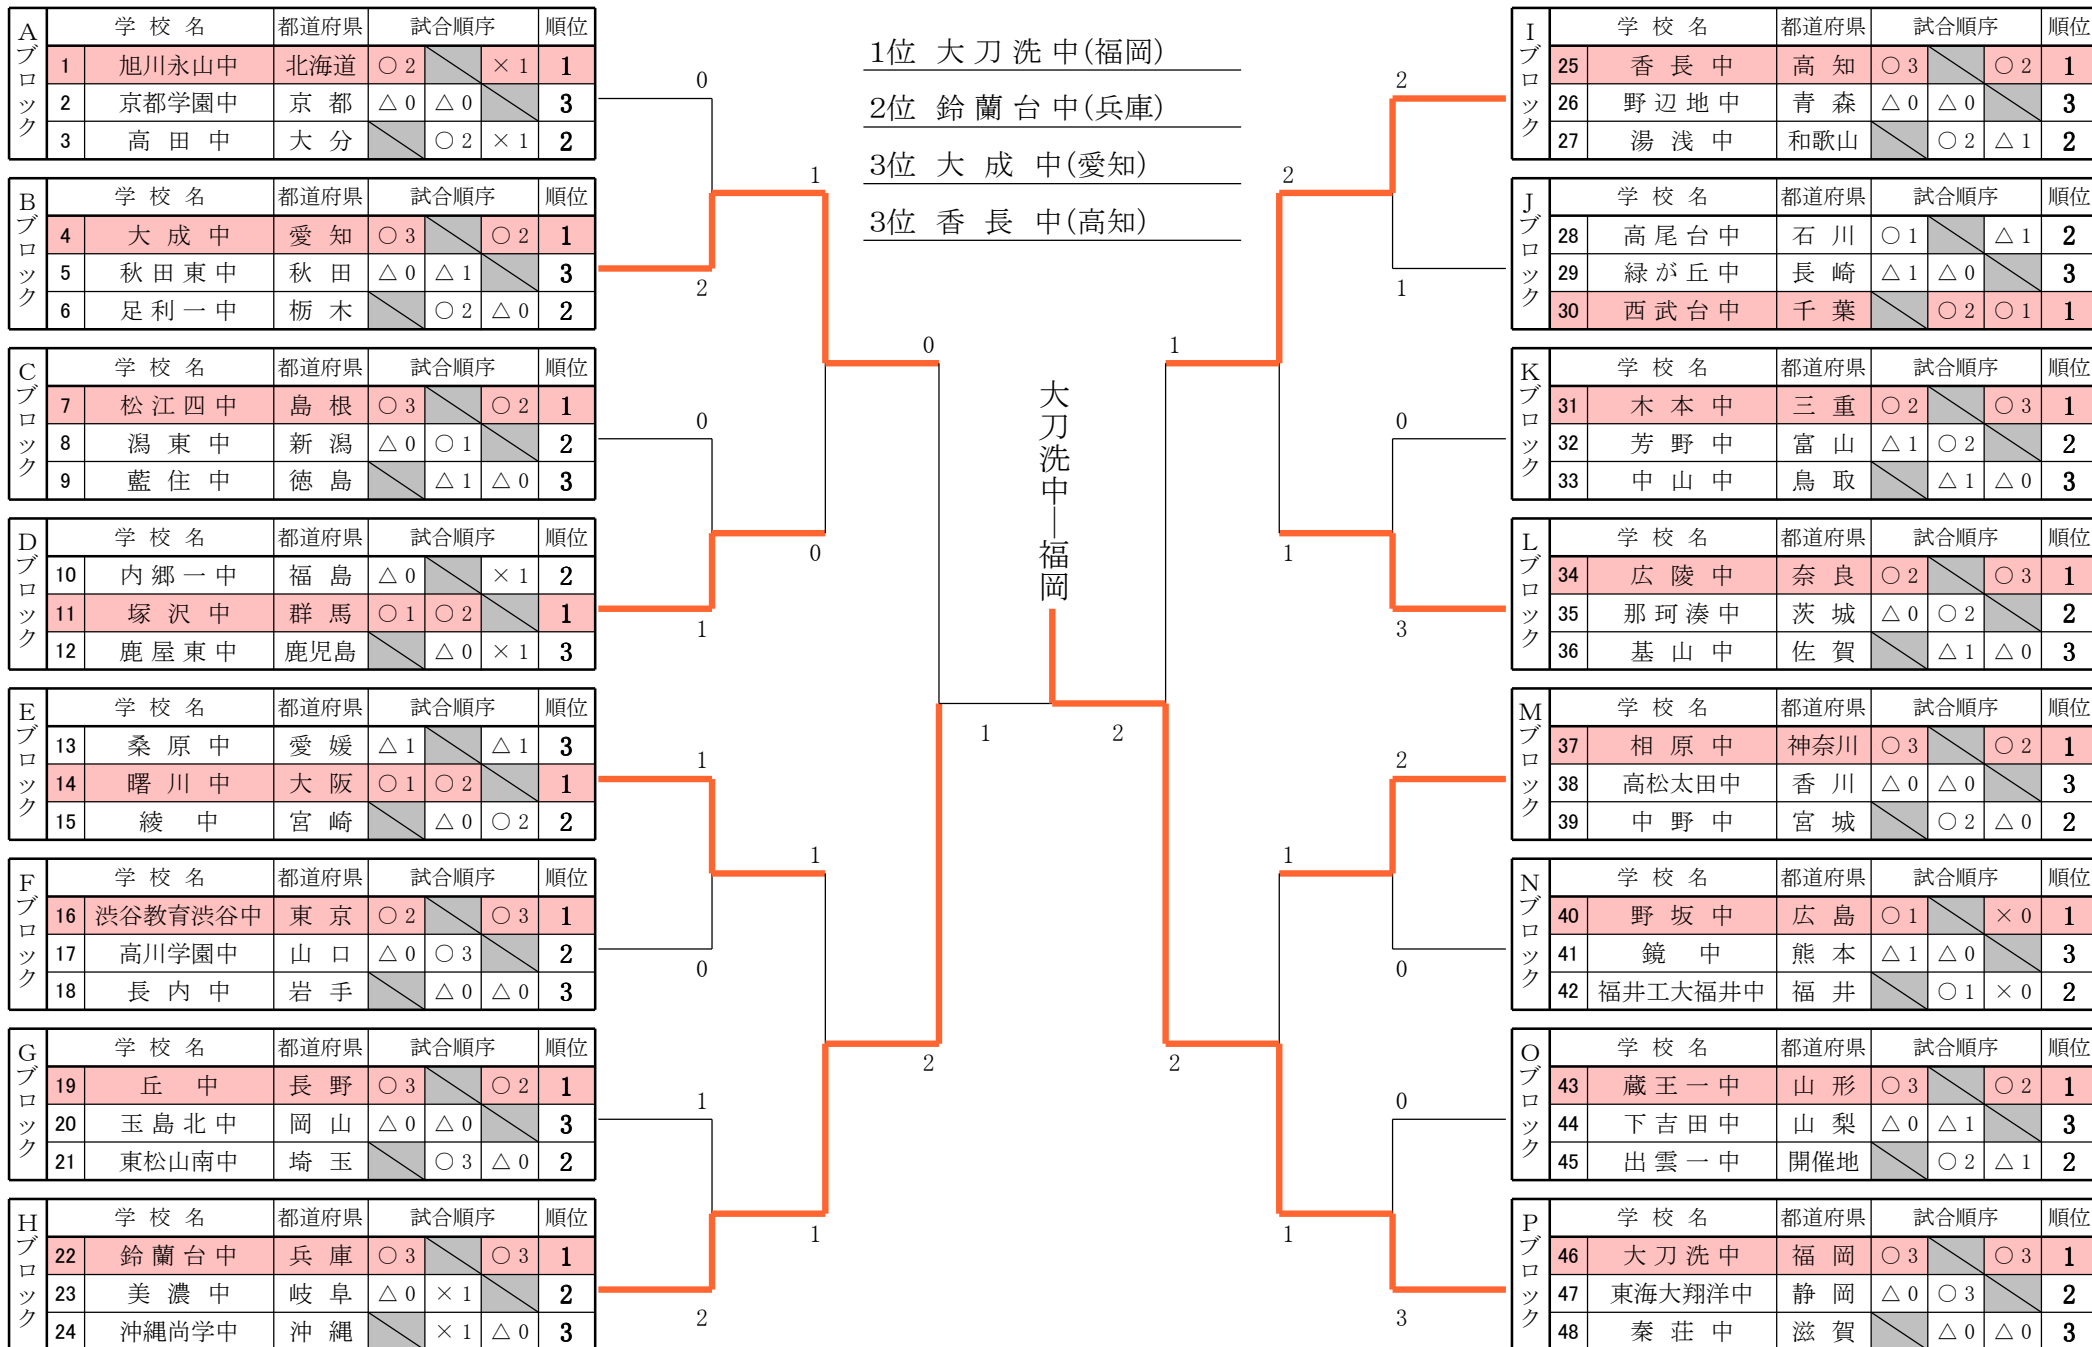 Aブロック
学校名 都道府県 試合順序 順位
1 旭川永山中 北海道 ○2 ×1 1
2 京都学園中 京都 △0 △0 3
3 高田中 大分 ○2 ×1 2
Bブロック
学校名 都道府県 試合順序 順位
4 大成中 愛知 ○3 ○2 1
5 秋田東中 秋田 △0 △1 3
6 足利一中 栃木 ○2 △0 2
Cブロック
学校名 都道府県 試合順序 順位
7 松江四中 島根 ○3 ○2 1
8 潟東中 新潟 △0 ○1 2
9 藍住中 徳島 △1 △0 3
Dブロック
学校名 都道府県 試合順序 順位
10 内郷一中 福島 △0 ×1 2
11 塚沢中 群馬 ○1 ○2 1
12 鹿屋東中 鹿児島 △0 ×1 3
Eブロック
学校名 都道府県 試合順序 順位
13 桑原中 愛媛 △1 △1 3
14 曙川中 大阪 ○1 ○2 1
15 綾中 宮崎 △0 ○2 2
Fブロック
学校名 都道府県 試合順序 順位
16 渋谷教育渋谷中 東京 ○2 ○3 1
17 高川学園中 山口 △0 ○3 2
18 長内中 岩手 △0 △0 3
Gブロック
学校名 都道府県 試合順序 順位
19 丘中 長野 ○3 ○2 1
20 玉島北中 岡山 △0 △0 3
21 東松山南中 埼玉 ○3 △0 2
Hブロック
学校名 都道府県 試合順序 順位
22 鈴蘭台中 兵庫 ○3 ○3 1
23 美濃中 岐阜 △0 ×1 2
24 沖縄尚学中 沖縄 ×1 △0 3
0
2
0
1
1
0
1
2
1
0
1
1
0
2
1位 大刀洗中(福岡)
2位 鈴蘭台中(兵庫)
3位 大成中(愛知)
3位 香長中(高知)
大刀洗中―福岡
1 2
1
2
2
1
1
1
2
1
0
3
2
0
0
3
Iブロック
学校名 都道府県 試合順序 順位
25 香長中 高知 ○3 ○2 1
26 野辺地中 青森 △0 △0 3
27 湯浅中 和歌山 ○2 △1 2
Jブロック
学校名 都道府県 試合順序 順位
28 高尾台中 石川 ○1 △1 2
29 緑が丘中 長崎 △1 △0 3
30 西武台中 千葉 ○2 ○1 1
Kブロック
学校名 都道府県 試合順序 順位
31 木本中 三重 ○2 ○3 1
32 芳野中 富山 △1 ○2 2
33 中山中 鳥取 △1 △0 3
Lブロック
学校名 都道府県 試合順序 順位
34 広陵中 奈良 ○2 ○3 1
35 那珂湊中 茨城 △0 ○2 2
36 基山中 佐賀 △1 △0 3
Mブロック
学校名 都道府県 試合順序 順位
37 相原中 神奈川 ○3 ○2 1
38 高松太田中 香川 △0 △0 3
39 中野中 宮城 ○2 △0 2
Nブロック
学校名 都道府県 試合順序 順位
40 野坂中 広島 ○1 ×0 1
41 鏡中 熊本 △1 △0 3
42 福井工大福井中 福井 ○1 ×0 2
Oブロック
学校名 都道府県 試合順序 順位
43 蔵王一中 山形 ○3 ○2 1
44 下吉田中 山梨 △0 △1 3
45 出雲一中 開催地 ○2 △1 2
Pブロック
学校名 都道府県 試合順序 順位
46 大刀洗中 福岡 ○3 ○3 1
47 東海大翔洋中 静岡 △0 ○3 2
48 秦荘中 滋賀 △0 △0 3